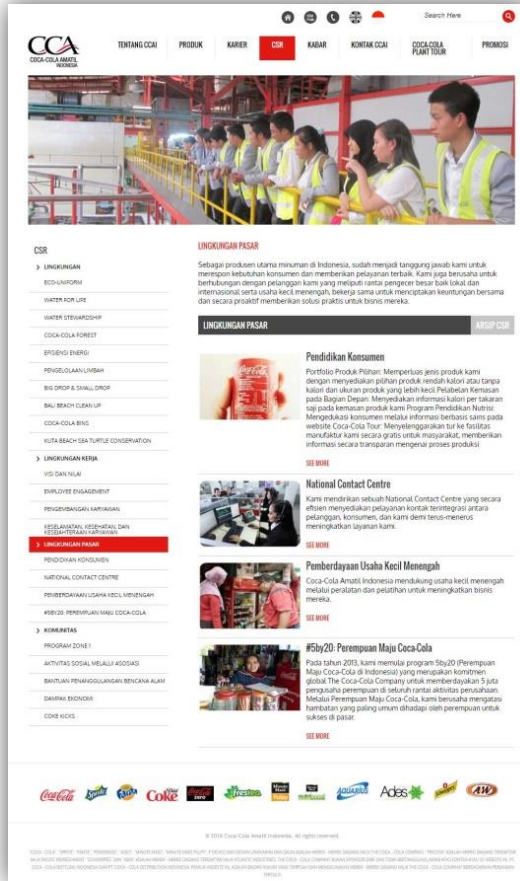 Search Here
CCA
COCA-COLA AMATIL
INDONESIA
TENTANG CCAI
PRODUK
KARIER
CSR
KABAR
KONTAK CCAI
COCA-COLA
PLANT TOUR
PROMOSI
CSR
LINGKUNGAN
ECO-UNIFORM
WATER FOR LIFE
WATER STEWARDSHIP
COCA-COLA FOREST
EFISIENSI ENERGI
PENGELOLAAN LIMBAH
BIG DROP & SMALL DROP
BALI BEACH CLEAN UP
COCA-COLA BINS
KUTA BEACH SEA TURTLE CONSERVATION
LINGKUNGAN KERJA
VISI DAN NILAI
EMPLOYEE ENGAGEMENT
PENGEMBANGAN KARYAWAN
KESELAMATAN, KESEHATAN, DAN
KESEJAHTERAAN KARYAWAN
LINGKUNGAN PASAR
PENDIDIKAN KONSUMEN
NATIONAL CONTACT CENTRE
PEMBERDAYAAN USAHA KECIL MENENGAH
#5BY20: PEREMPUAN MAJU COCA-COLA
KOMUNITAS
PROGRAM ZONE 1
AKTIVITAS SOSIAL MELALUI ASOSIASI
BANTUAN PENANGGULANGAN BENCANA ALAM
DAMPAK EKONOMI
COKE KICKS
LINGKUNGAN PASAR
Sebagai produsen utama minuman di Indonesia, sudah menjadi tanggung jawab kami untuk
merespon kebutuhan konsumen dan memberikan pelayanan terbaik. Kami juga berusaha untuk
berhubungan dengan pelanggan kami yang meliputi rantai pengecer besar baik lokal dan
internasional serta usaha kecil menengah, bekerja sama untuk menciptakan keuntungan bersama
dan secara proaktif memberikan solusi praktis untuk bisnis mereka.
LINGKUNGAN PASAR
ARSIP CSR
Pendidikan Konsumen
Portfolio Produk Pilihan: Memperluas jenis produk kami
dengan menyediakan pilihan produk rendah kalori atau tanpa
kalori dan ukuran produk yang lebih kecil Pelabelan Kemasan
pada Bagian Depan: Menyediakan informasi kalori per takaran
saji pada kemasan produk kami Program Pendidikan Nutrisi:
Mengedukasi konsumen melalui informasi berbasis sains pada
website Coca-Cola Tour: Menyelenggarakan tur ke fasilitas
manufaktur kami secara gratis untuk masyarakat, memberikan
informasi secara transparan mengenai proses produksi
SEE MORE
National Contact Centre
Kami mendirikan sebuah National Contact Centre yang secara
efisien menyediakan pelayanan kontak terintegrasi antara
pelanggan, konsumen, dan kami demi terus-menerus
meningkatkan layanan kami.
SEE MORE
Pemberdayaan Usaha Kecil Menengah
Coca-Cola Amatil Indonesia mendukung usaha kecil menengah
melalui peralatan dan pelatihan untuk meningkatkan bisnis
mereka.
SEE MORE
#5by20: Perempuan Maju Coca-Cola
Pada tahun 2013, kami memulai program 5by20 (Perempuan
Maju Coca-Cola di Indonesia) yang merupakan komitmen
global The Coca-Cola Company untuk memberdayakan 5 juta
pengusaha perempuan di seluruh rantai aktivitas perusahaan.
Melalui Perempuan Maju Coca-Cola, kami berusaha mengatasi
hambatan yang paling umum dihadapi oleh perempuan untuk
sukses di pasar.
SEE MORE
Coca-Cola
Sprite
Fanta
Coke
Coca-Cola zero
frestea
Minute Maid Pulpy
AQUARIUS
Ades
Schweppes
A&W
© 2016 Coca-Cola Amatil Indonesia. All rights reserved.